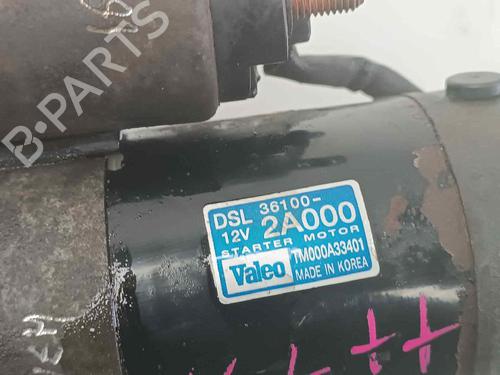 B-PARTS
DSL 36100-
12V 2A000
STARTER MOTOR
Valeo TM000A33401
MADE IN KOREA